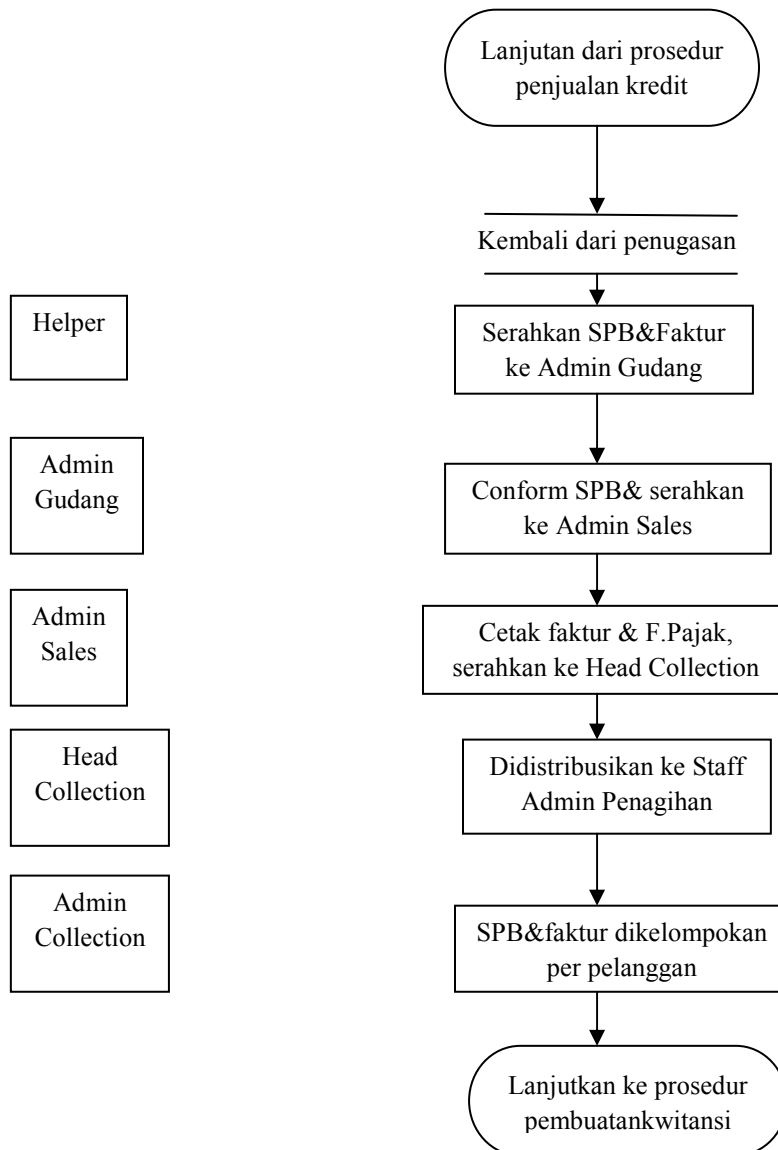 Lanjutan dari prosedur
penjualan kredit
Kembali dari penugasan
Helper
Serahkan SPB&Faktur
ke Admin Gudang
Admin
Gudang
Conform SPB& serahkan
ke Admin Sales
Admin
Sales
Cetak faktur & F.Pajak,
serahkan ke Head Collection
Head
Collection
Didistribusikan ke Staff
Admin Penagihan
Admin
Collection
SPB&faktur dikelompokan
per pelanggan
Lanjutkan ke prosedur
pembuatankwitansi